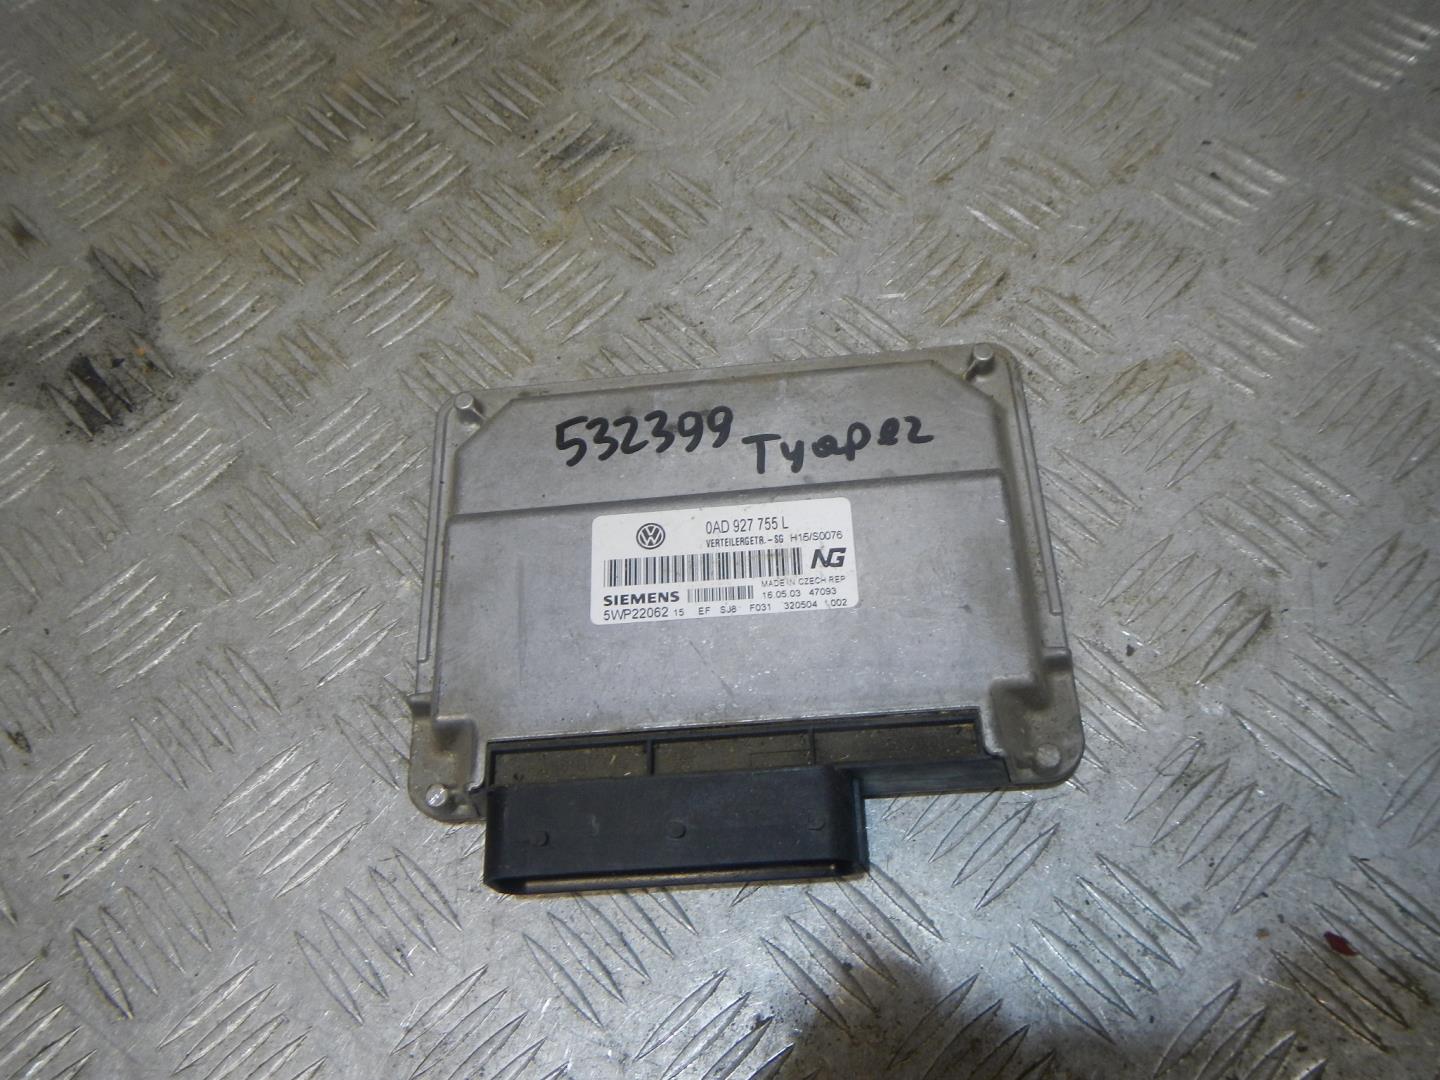 532399 Туарег
VW
0AD 927 755 L
VERTEILERGETR.-SG H15/S0076
NG
MADE IN CZECH REP
SIEMENS 16.05.03 47093
5WP22062 15 EF SJ8 F031 320504 002